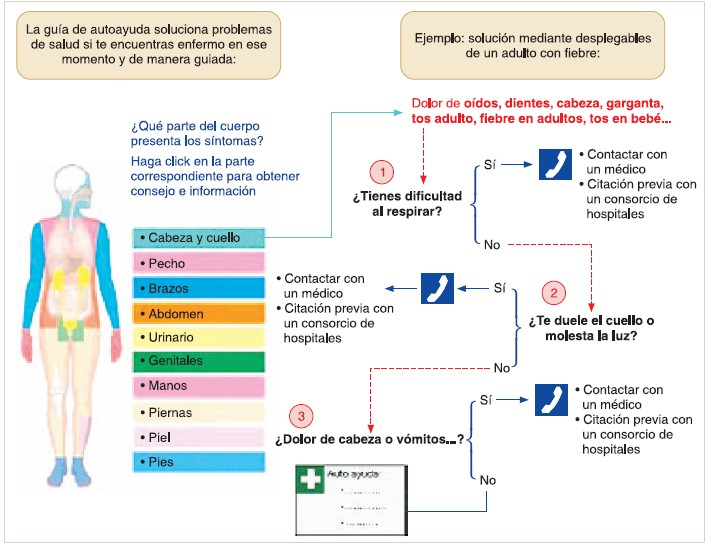 La guía de autoayuda soluciona problemas
de salud si te encuentras enfermo en ese
momento y de manera guiada:
Ejemplo: solución mediante desplegables
de un adulto con fiebre:
¿Qué parte del cuerpo
presenta los síntomas?
Haga click en la parte
correspondiente para obtener
consejo e información
• Cabeza y cuello
• Pecho
• Brazos
• Abdomen
• Urinario
• Genitales
• Manos
• Piernas
• Piel
• Pies
Dolor de oídos, dientes, cabeza, garganta,
tos adulto, fiebre en adultos, tos en bebé...
1
¿Tienes dificultad
al respirar?
Sí
• Contactar con
un médico
• Citación previa con
un consorcio de
hospitales
No
2
¿Te duele el cuello o
molesta la luz?
Sí
• Contactar con
un médico
• Citación previa con
un consorcio de
hospitales
No
3
¿Dolor de cabeza o vómitos...?
Sí
• Contactar con
un médico
• Citación previa con
un consorcio de
hospitales
No
Auto ayuda